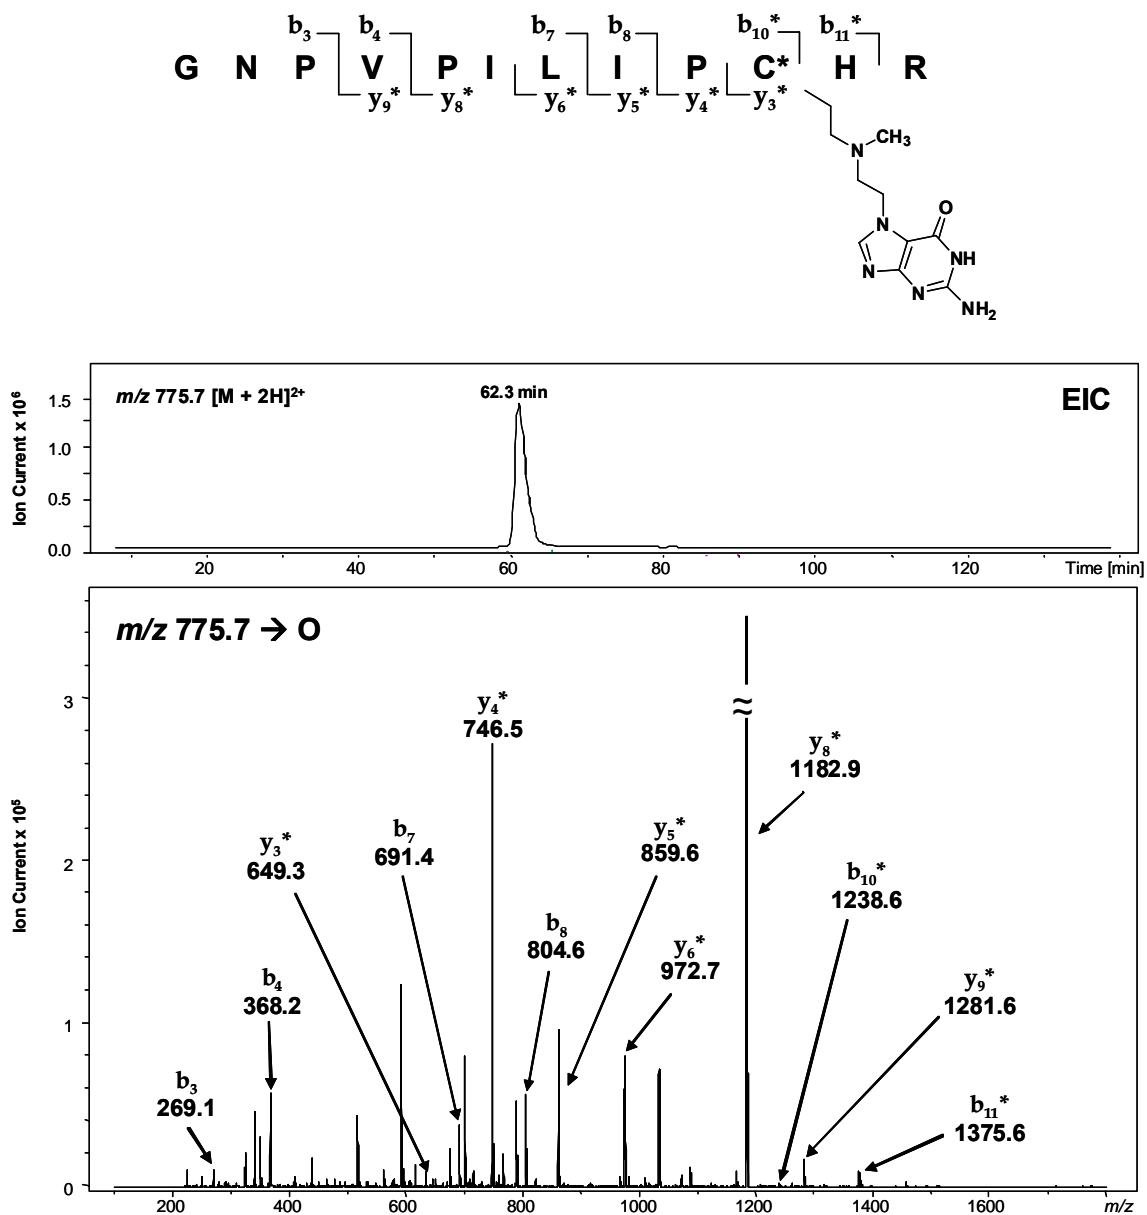 b3 b4 b7 b8 b10* b11*
G N P V P I L I P C* H R
y9* y8* y6* y5* y4* y3*
N CH3
N O
N NH
N NH2
m/z 775.7 [M + 2H]2+ 62.3 min EIC
Ion Current x 106
1.5
1.0
0.5
0.0
20 40 60 80 100 120 Time [min]
m/z 775.7 → O
Ion Current x 105
3
2
1
0
y4*
746.5
y8*
1182.9
y3*
649.3
b7
691.4
y5*
859.6
b10*
1238.6
b8
804.6
y6*
972.7
b4
368.2
y9*
1281.6
b3
269.1
b11*
1375.6
200 400 600 800 1000 1200 1400 1600 m/z
≈